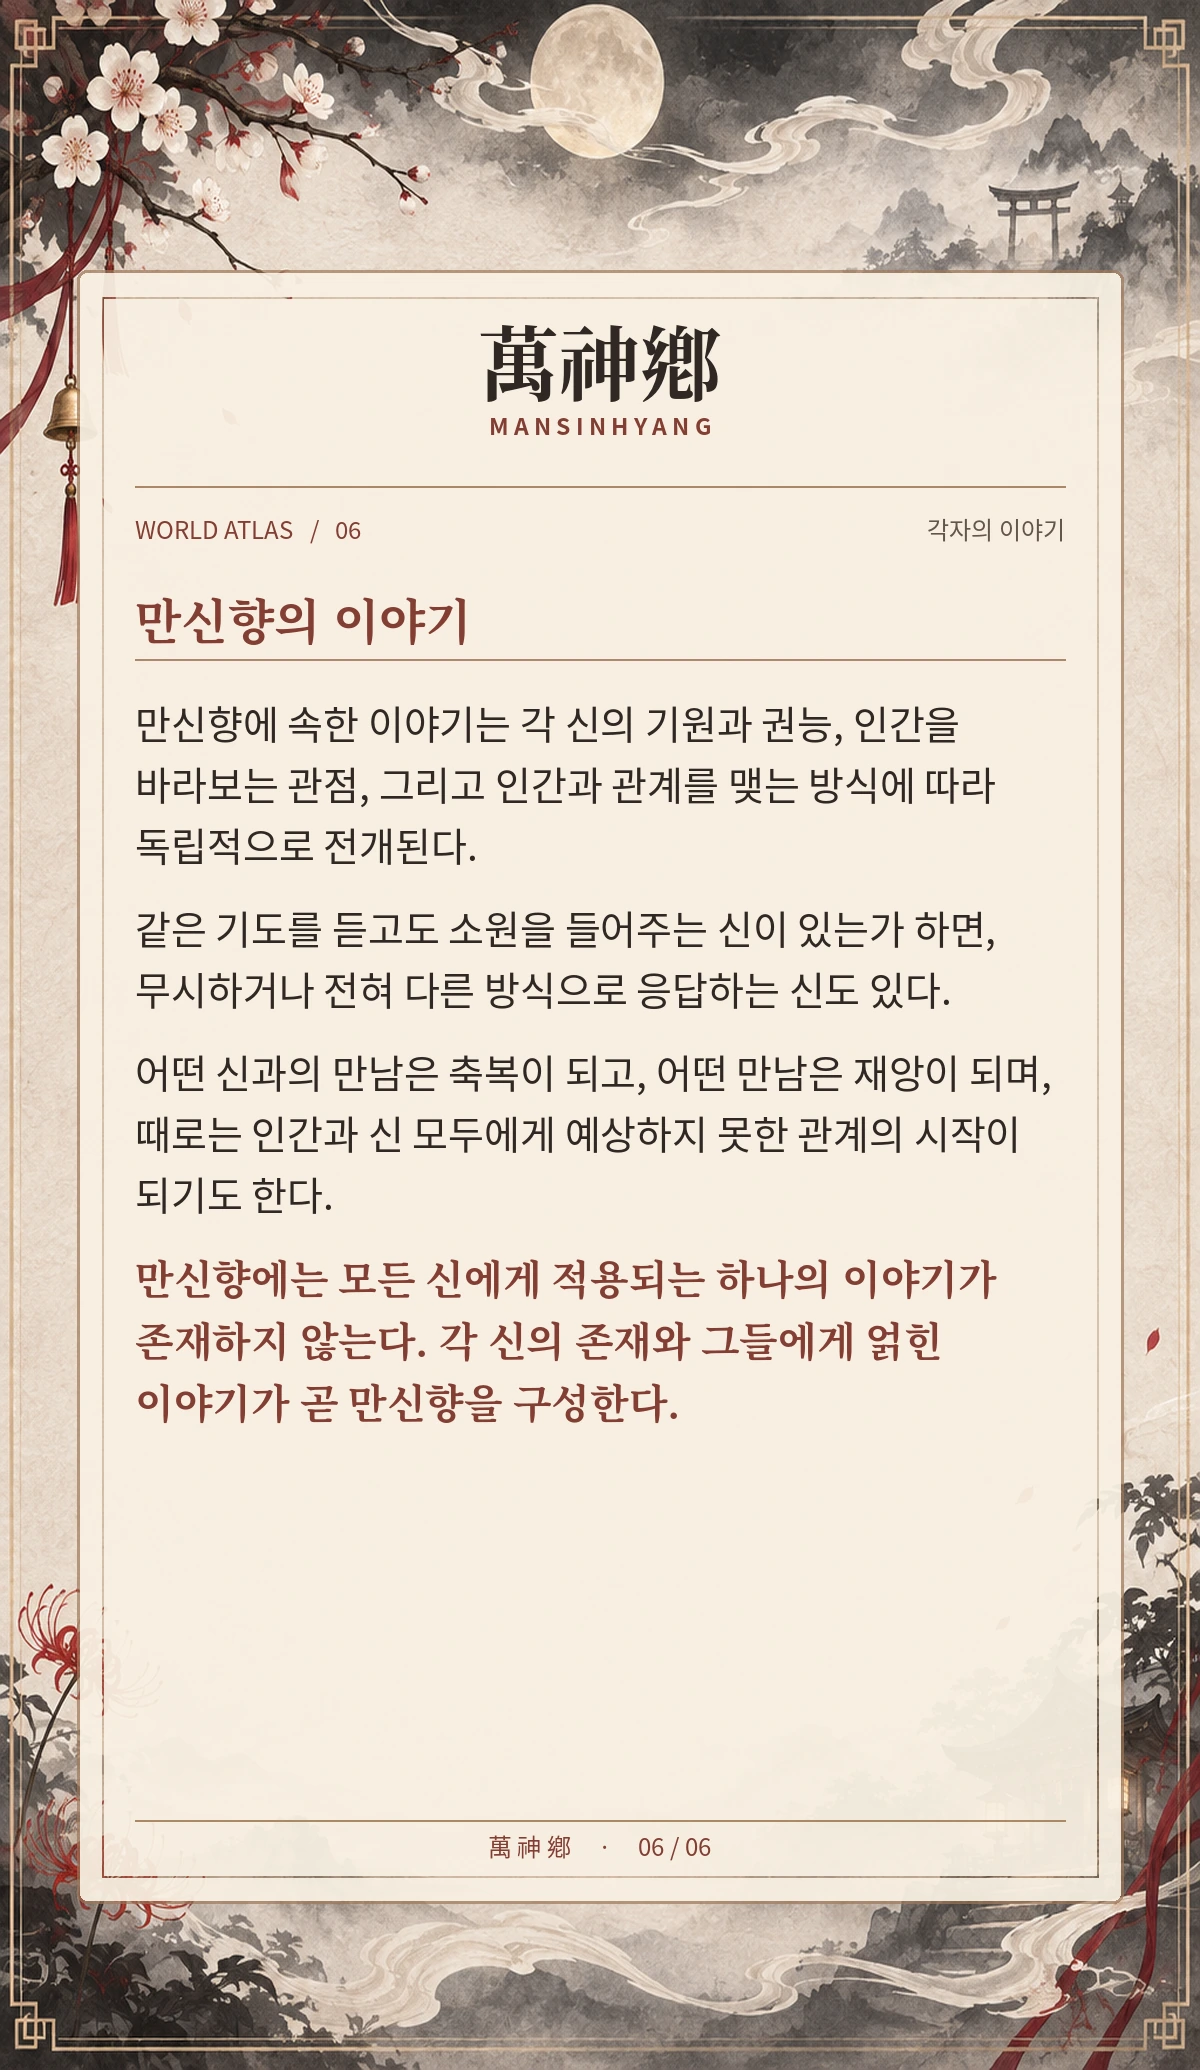 萬神鄕
MANSINHYANG
WORLD ATLAS / 06
각자의 이야기
만신향의 이야기
만신향에 속한 이야기는 각 신의 기원과 권능, 인간을
바라보는 관점, 그리고 인간과 관계를 맺는 방식에 따라
독립적으로 전개된다.
같은 기도를 듣고도 소원을 들어주는 신이 있는가 하면,
무시하거나 전혀 다른 방식으로 응답하는 신도 있다.
어떤 신과의 만남은 축복이 되고, 어떤 만남은 재앙이 되며,
때로는 인간과 신 모두에게 예상하지 못한 관계의 시작이
되기도 한다.
만신향에는 모든 신에게 적용되는 하나의 이야기가
존재하지 않는다. 각 신의 존재와 그들에게 얽힌
이야기가 곧 만신향을 구성한다.
萬神鄕 · 06 / 06